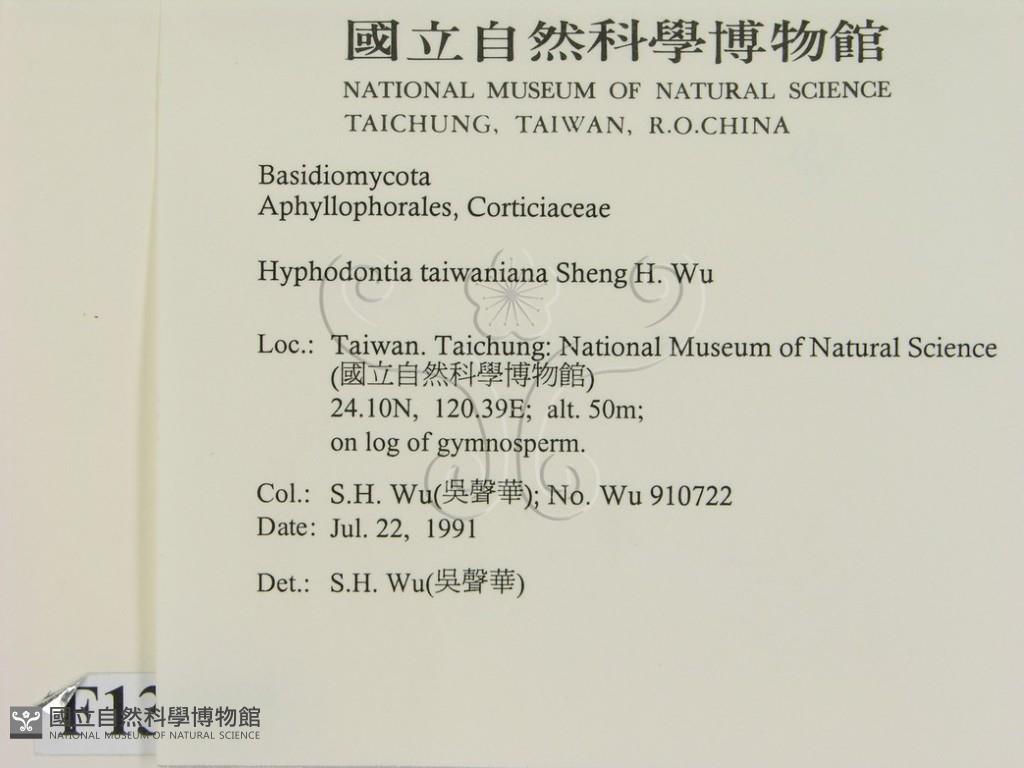 國立自然科學博物館
NATIONAL MUSEUM OF NATURAL SCIENCE
TAICHUNG, TAIWAN, R.O.CHINA
Basidiomycota
Aphyllophorales, Corticiaceae
Hyphodontia taiwaniana Sheng H. Wu
Loc.: Taiwan. Taichung: National Museum of Natural Science
(國立自然科學博物館)
24.10N, 120.39E; alt. 50m;
on log of gymnosperm.
Col.: S.H. Wu(吳聲華); No. Wu 910722
Date: Jul. 22, 1991
Det.: S.H. Wu(吳聲華)
F13
國立自然科學博物館
NATIONAL MUSEUM OF NATURAL SCIENCE